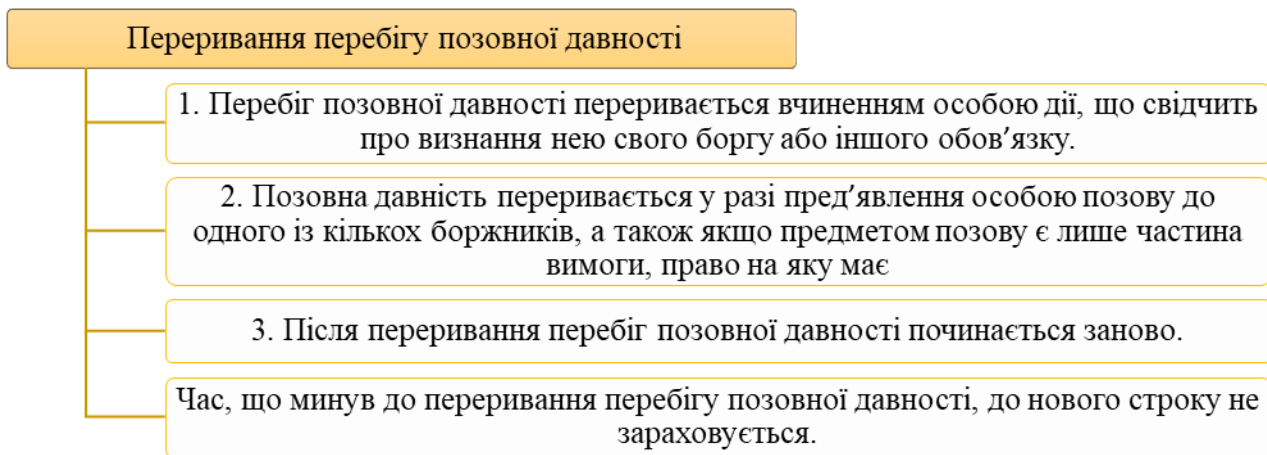 Переривання перебігу позовної давності
1. Перебіг позовної давності переривається вчиненням особою дії, що свідчить
про визнання нею свого боргу або іншого обов′язку.
2. Позовна давність переривається у разі пред′явлення особою позову до
одного із кількох боржників, а також якщо предметом позову є лише частина
вимоги, право на яку має
3. Після переривання перебіг позовної давності починається заново.
Час, що минув до переривання перебігу позовної давності, до нового строку не
зараховується.